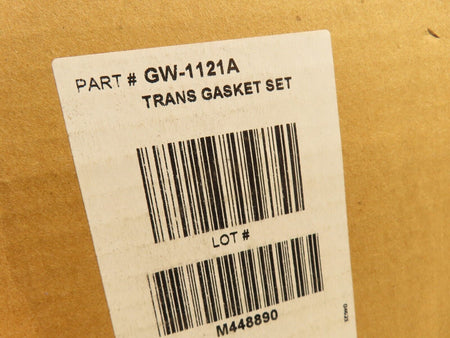 PART # GW-1121A
TRANS GASKET SET
LOT #
M448890